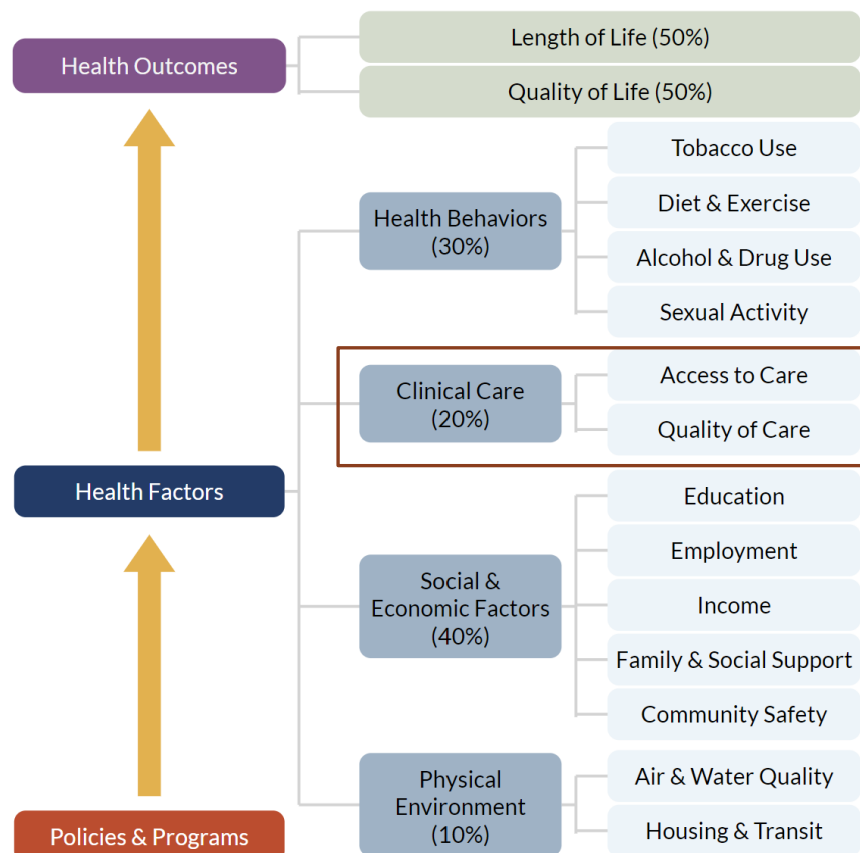 Health Outcomes
Length of Life (50%)
Quality of Life (50%)
Health Behaviors
(30%)
Tobacco Use
Diet & Exercise
Alcohol & Drug Use
Sexual Activity
Clinical Care
(20%)
Access to Care
Quality of Care
Health Factors
Social &
Economic Factors
(40%)
Education
Employment
Income
Family & Social Support
Community Safety
Physical
Environment
(10%)
Air & Water Quality
Housing & Transit
Policies & Programs